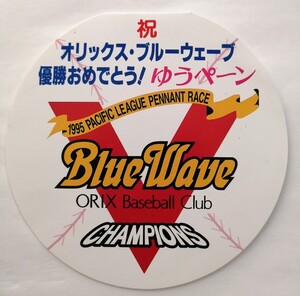 祝
オリックス・ブルーウェーブ
優勝おめでとう!ゆうペーン
1995 PACIFIC LEAGUE PENNANT RACE
BlueWave
ORIX Baseball Club
CHAMPIONS